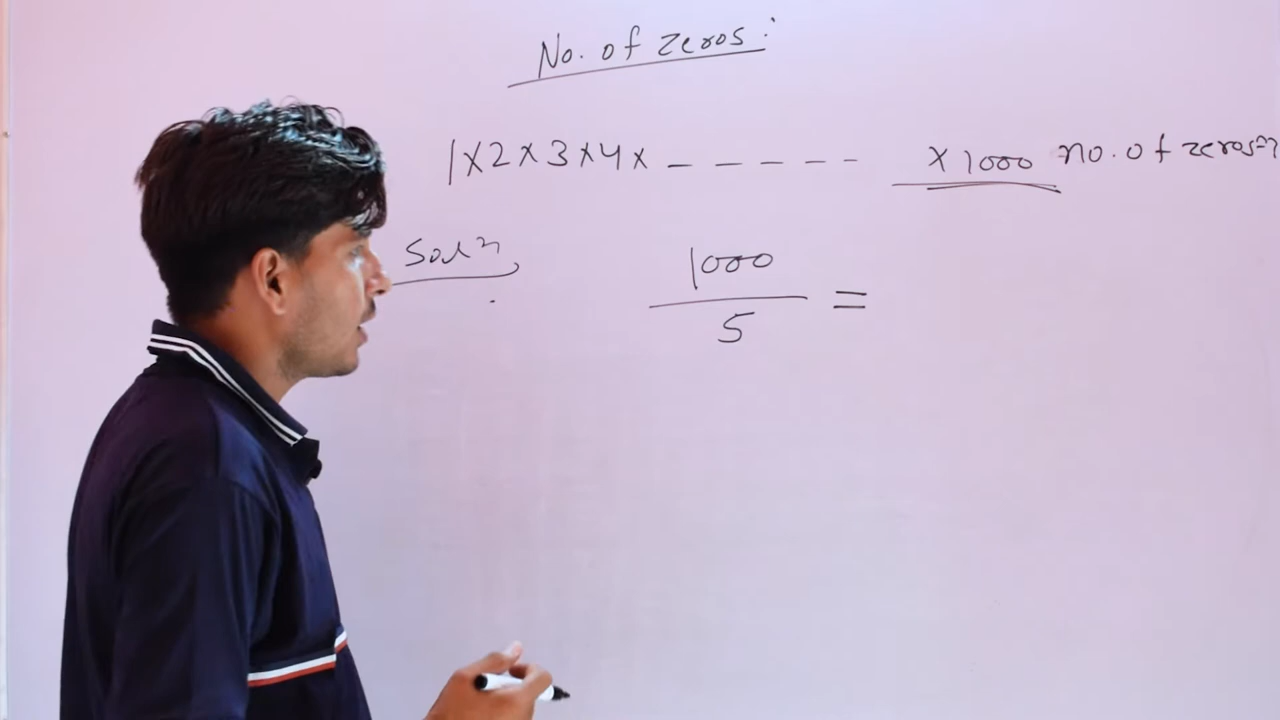 No. of zeros:
1×2×3×4× – – – – – ×1000 no. of zeros=?
Solⁿ
1000
5 =